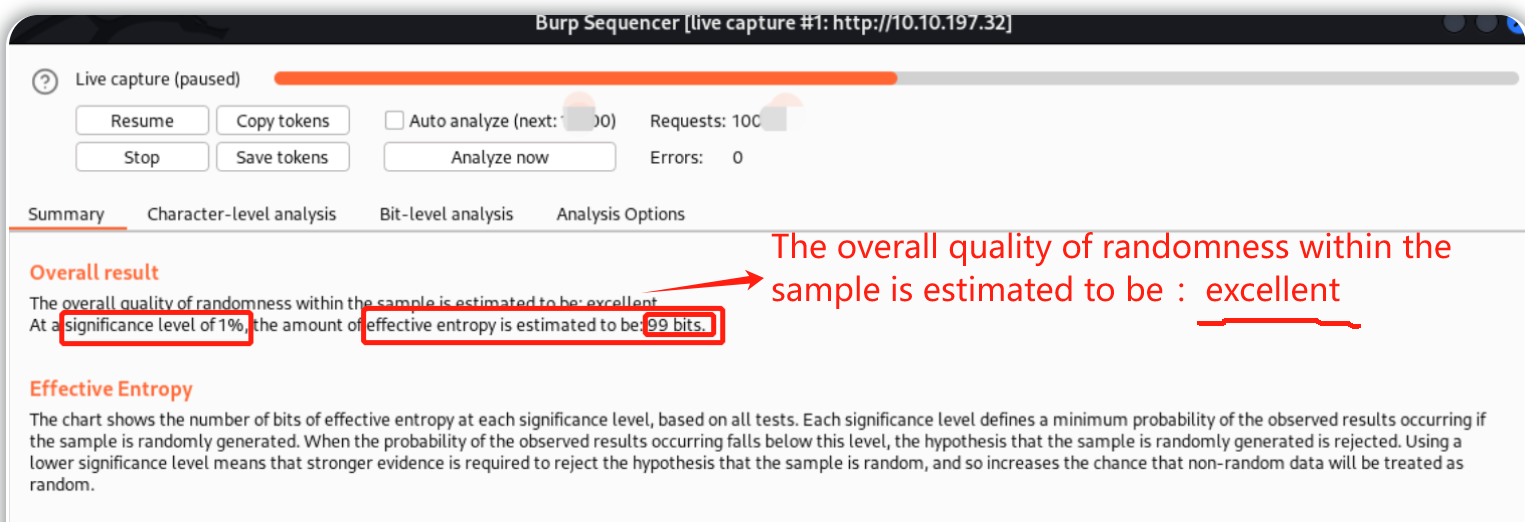 Burp Sequencer [live capture #1: http://10.10.197.32]
Live capture (paused)
Resume Copy tokens Auto analyze (next: 00) Requests: 100
Stop Save tokens Analyze now Errors: 0
Summary Character-level analysis Bit-level analysis Analysis Options
The overall quality of randomness within the
sample is estimated to be : excellent
Overall result
The overall quality of randomness within the sample is estimated to be: excellent.
At a significance level of 1%, the amount of effective entropy is estimated to be: 99 bits.
Effective Entropy
The chart shows the number of bits of effective entropy at each significance level, based on all tests. Each significance level defines a minimum probability of the observed results occurring if
the sample is randomly generated. When the probability of the observed results occurring falls below this level, the hypothesis that the sample is randomly generated is rejected. Using a
lower significance level means that stronger evidence is required to reject the hypothesis that the sample is random, and so increases the chance that non-random data will be treated as
random.